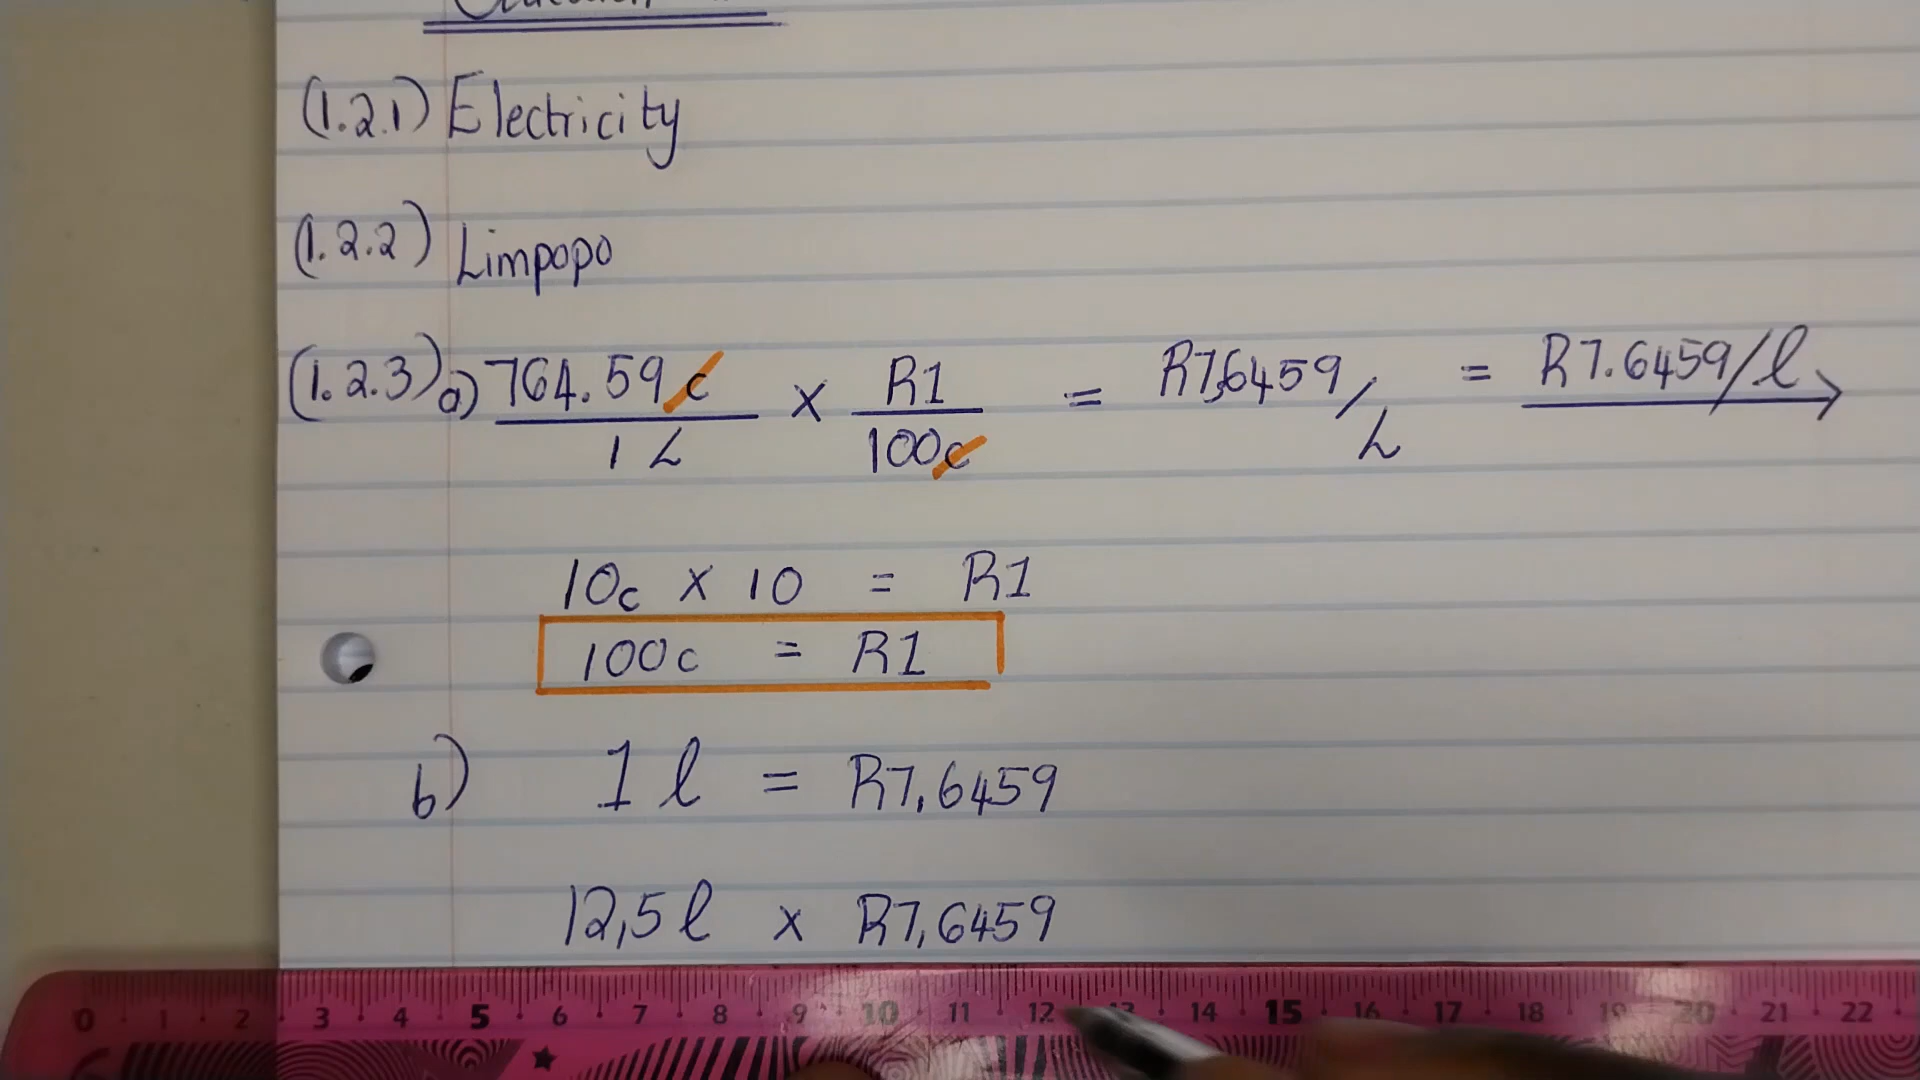 (1.2.1) Electricity
(1.2.2) Limpopo
(1.2.3) a) 764.59c / 1L × R1 / 100c = R7,6459/L = R7.6459/l
10c × 10 = R1
100c = R1
b) 1 l = R7,6459
12,5 l × R7,6459
0 1 2 3 4 5 6 7 8 9 10 11 12 13 14 15 16 17 18 19 20 21 22